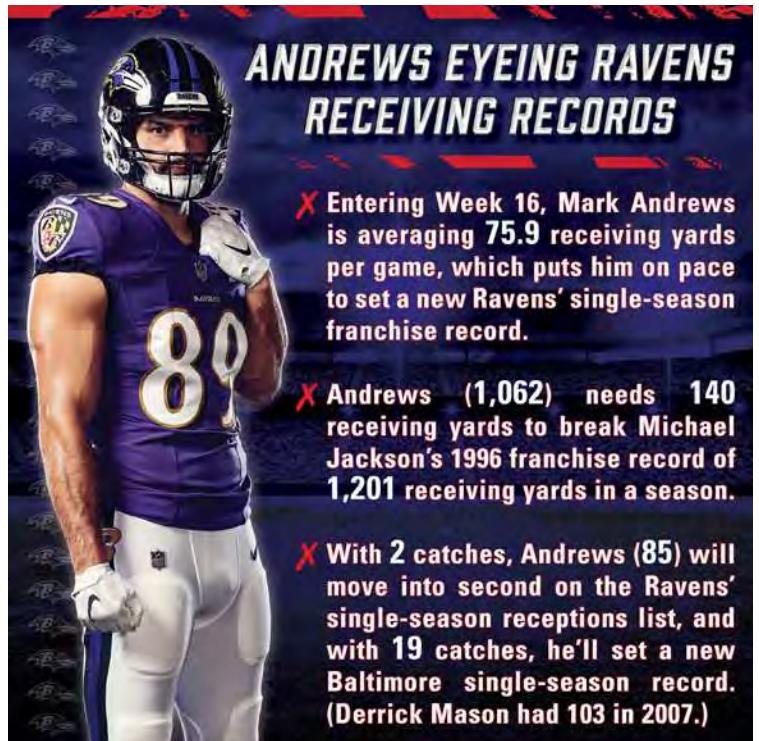 ANDREWS EYEING RAVENS
RECEIVING RECORDS
✗ Entering Week 16, Mark Andrews
is averaging 75.9 receiving yards
per game, which puts him on pace
to set a new Ravens’ single-season
franchise record.
✗ Andrews (1,062) needs 140
receiving yards to break Michael
Jackson’s 1996 franchise record of
1,201 receiving yards in a season.
✗ With 2 catches, Andrews (85) will
move into second on the Ravens’
single-season receptions list, and
with 19 catches, he’ll set a new
Baltimore single-season record.
(Derrick Mason had 103 in 2007.)
RAVENS
89